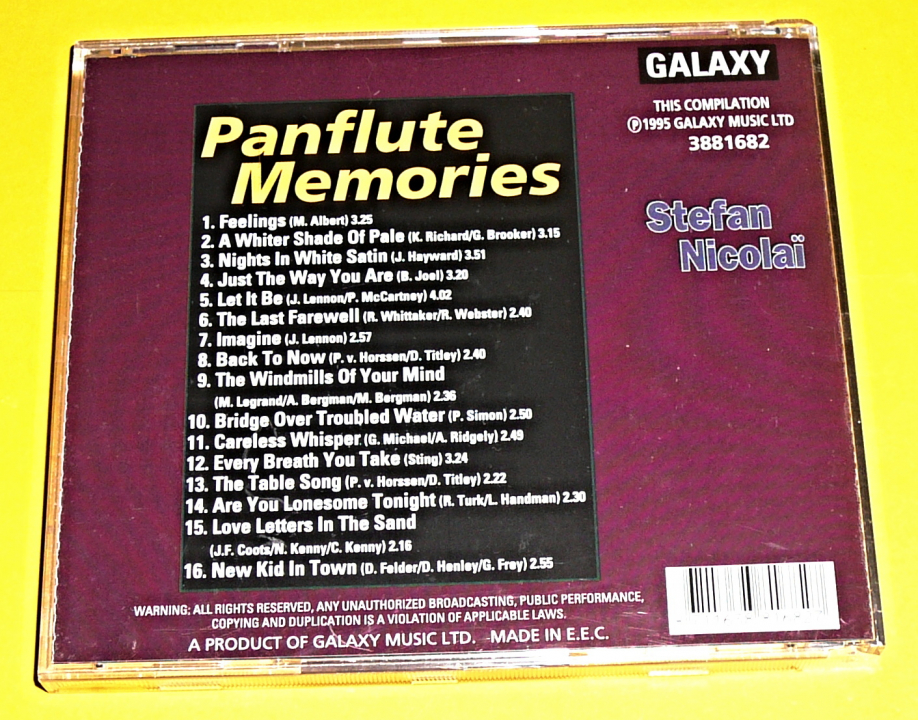 GALAXY
THIS COMPILATION
Ⓟ1995 GALAXY MUSIC LTD
3881682
Stefan
Nicolaï
Panflute
Memories
1. Feelings (M. Albert) 3.25
2. A Whiter Shade Of Pale (K. Richard/G. Brooker) 3.15
3. Nights In White Satin (J. Hayward) 3.51
4. Just The Way You Are (B. Joel) 3.20
5. Let It Be (J. Lennon/P. McCartney) 4.02
6. The Last Farewell (R. Whittaker/R. Webster) 2.40
7. Imagine (J. Lennon) 2.57
8. Back To Now (P. v. Horssen/D. Titley) 2.40
9. The Windmills Of Your Mind
(M. Legrand/A. Bergman/M. Bergman) 2.36
10. Bridge Over Troubled Water (P. Simon) 2.50
11. Careless Whisper (G. Michael/A. Ridgely) 2.49
12. Every Breath You Take (Sting) 3.24
13. The Table Song (P. v. Horssen/D. Titley) 2.22
14. Are You Lonesome Tonight (R. Turk/L. Handman) 2.30
15. Love Letters In The Sand
(J.F. Coots/N. Kenny/C. Kenny) 2.16
16. New Kid In Town (D. Felder/D. Henley/G. Frey) 2.55
WARNING: ALL RIGHTS RESERVED, ANY UNAUTHORIZED BROADCASTING, PUBLIC PERFORMANCE,
COPYING AND DUPLICATION IS A VIOLATION OF APPLICABLE LAWS.
A PRODUCT OF GALAXY MUSIC LTD. -MADE IN E.E.C.